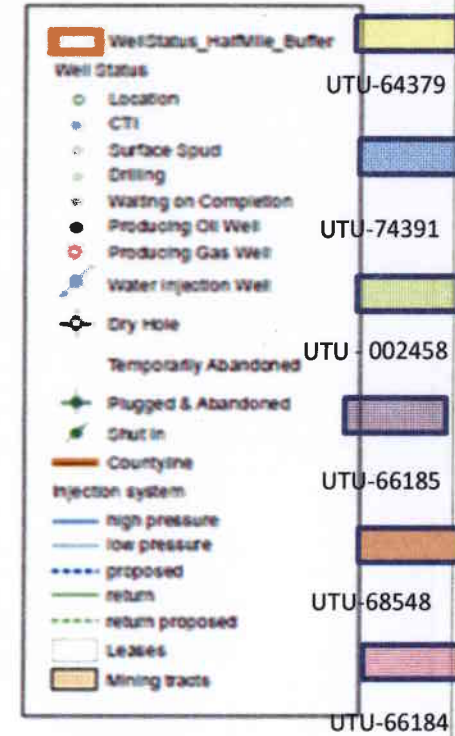 WellStatus_HalfMile_Buffer
Well Status
Location
CTI
Surface Spud
Drilling
Waiting on Completion
Producing Oil Well
Producing Gas Well
Water Injection Well
Dry Hole
Temporarily Abandoned
Plugged & Abandoned
Shut In
Countyline
Injection system
high pressure
low pressure
proposed
return
return proposed
Leases
Mining tracts
UTU-64379
UTU-74391
UTU - 002458
UTU-66185
UTU-68548
UTU-66184